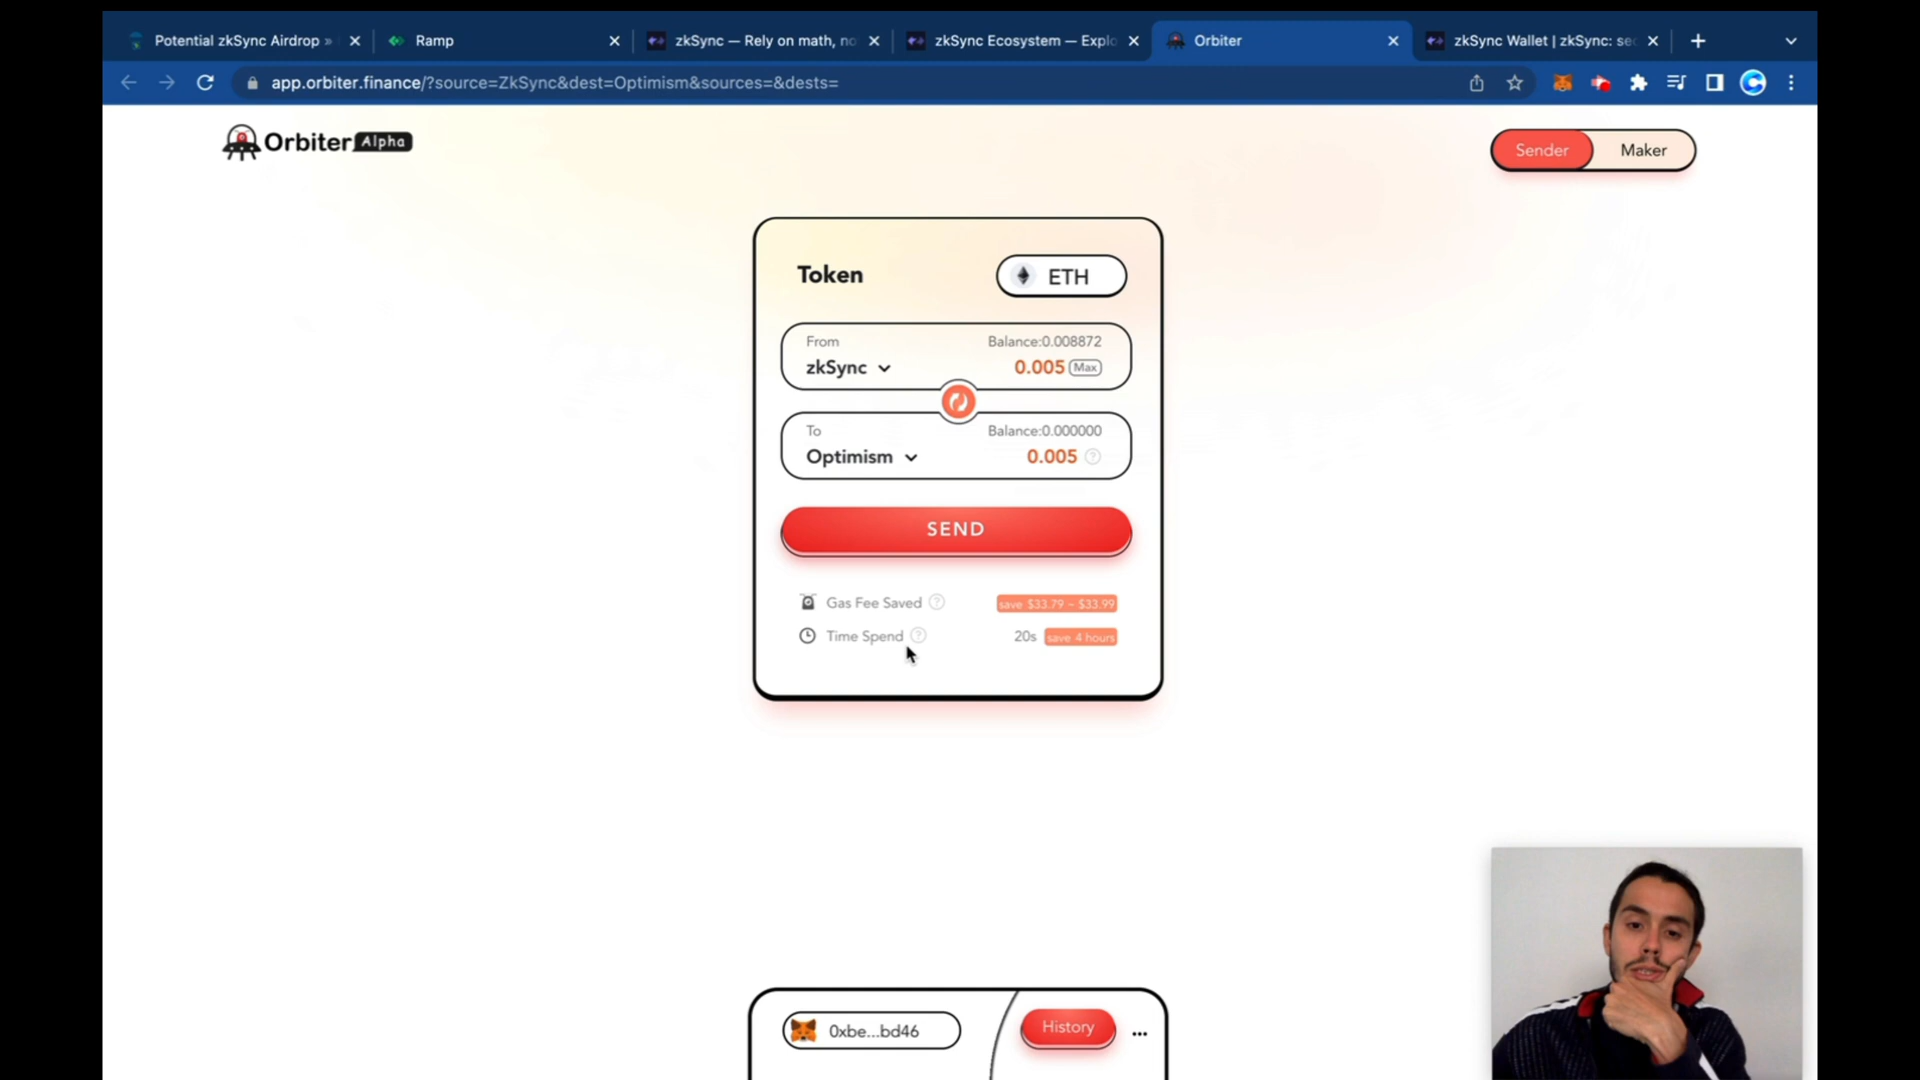 Potential zkSync Airdrop »
Ramp
zkSync — Rely on math, no
zkSync Ecosystem — Explo
Orbiter
zkSync Wallet | zkSync: sec
app.orbiter.finance/?source=ZkSync&dest=Optimism&sources=&dests=
Orbiter Alpha
Sender
Maker
Token
ETH
From
Balance:0.008872
zkSync
0.005
Max
To
Balance:0.000000
Optimism
0.005 ?
SEND
Gas Fee Saved ?
save $33.79 ~ $33.99
Time Spend ?
20s
save 4 hours
0xbe...bd46
History